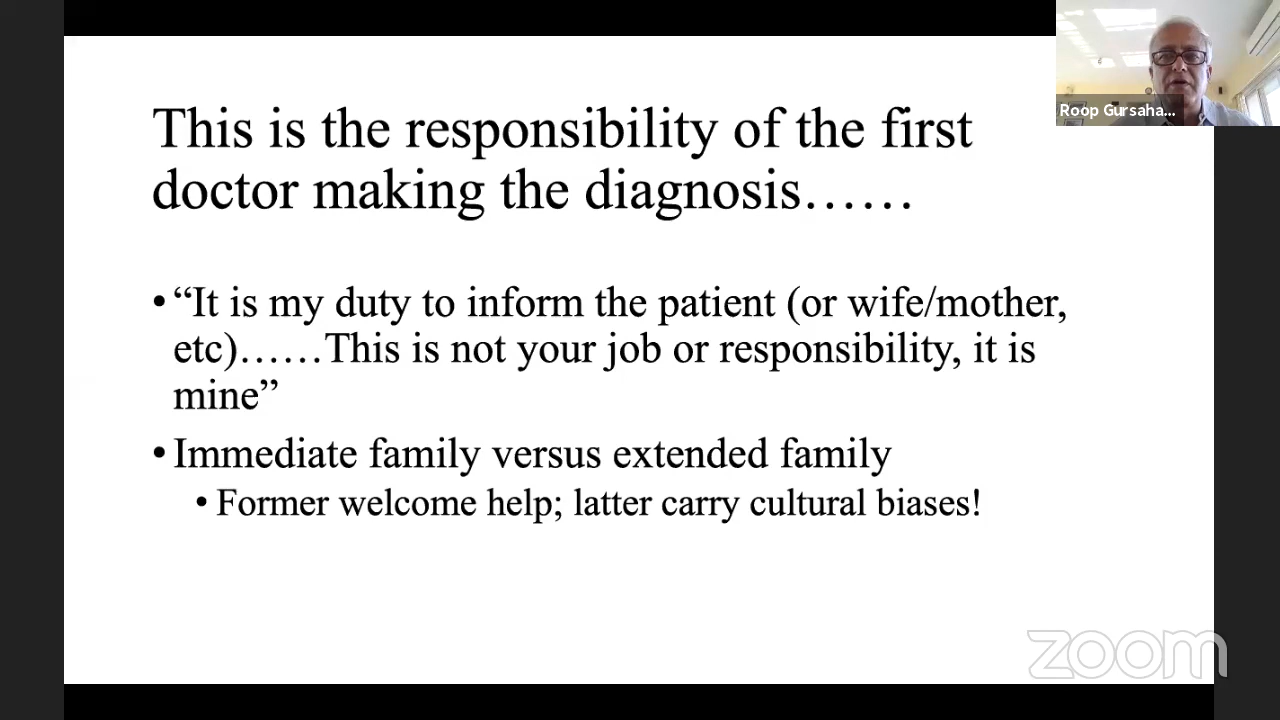 This is the responsibility of the first
doctor making the diagnosis……
• “It is my duty to inform the patient (or wife/mother,
etc)……This is not your job or responsibility, it is
mine”
• Immediate family versus extended family
• Former welcome help; latter carry cultural biases!
Roop Gursaha...
zoom